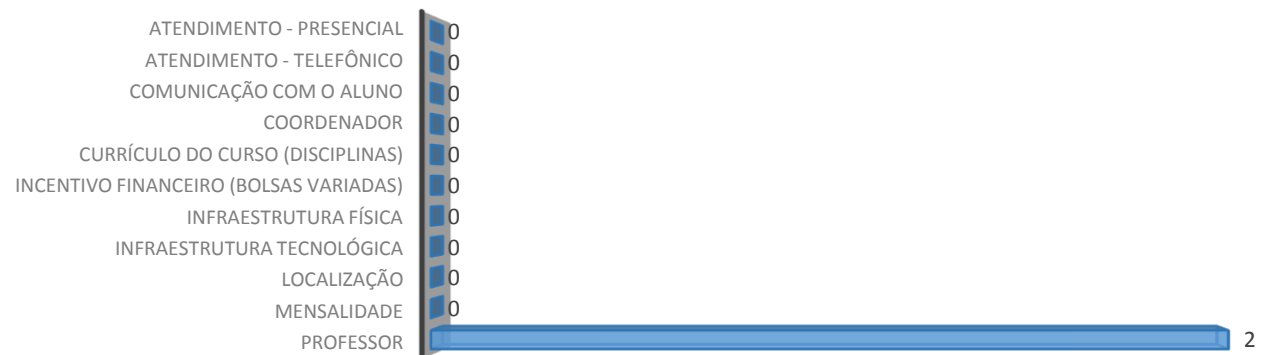 ATENDIMENTO - PRESENCIAL 0
ATENDIMENTO - TELEFÔNICO 0
COMUNICAÇÃO COM O ALUNO 0
COORDENADOR 0
CURRÍCULO DO CURSO (DISCIPLINAS) 0
INCENTIVO FINANCEIRO (BOLSAS VARIADAS) 0
INFRAESTRUTURA FÍSICA 0
INFRAESTRUTURA TECNOLÓGICA 0
LOCALIZAÇÃO 0
MENSALIDADE 0
PROFESSOR 2